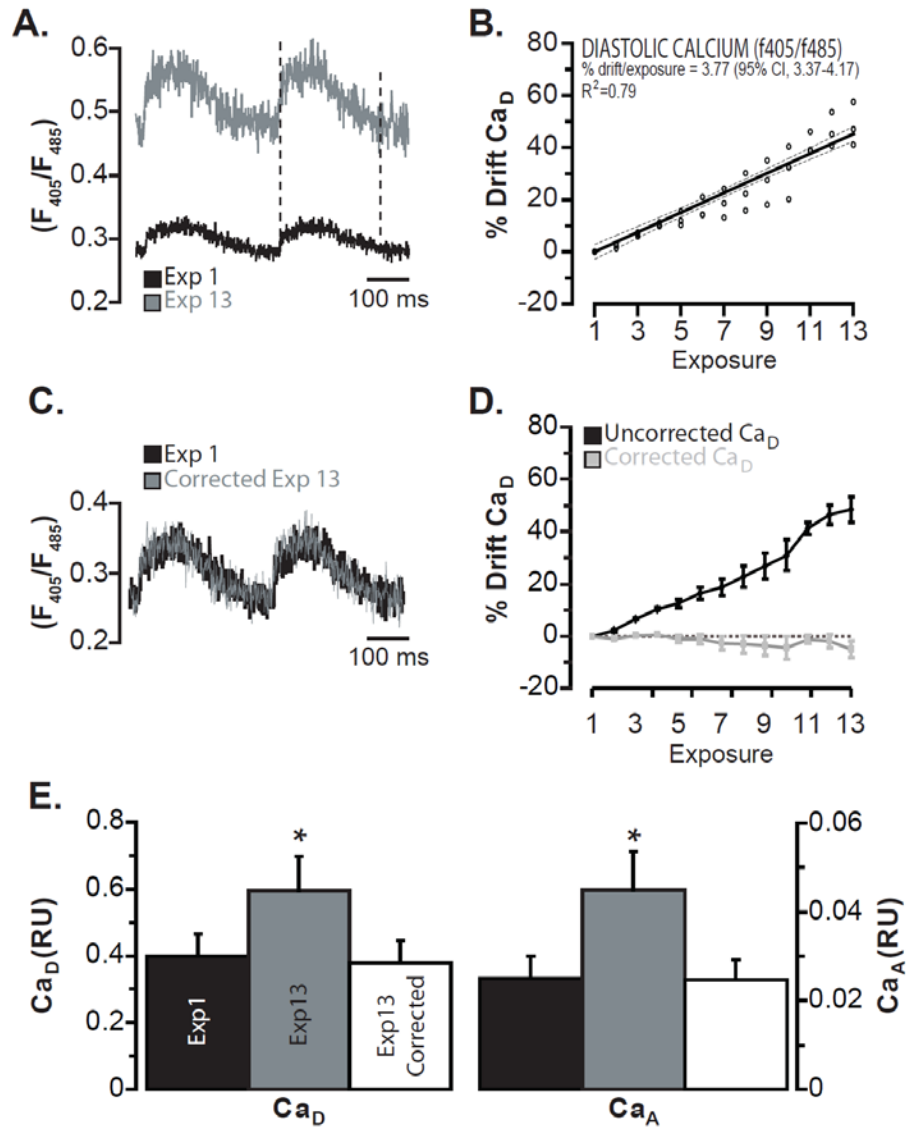 A.
0.6
0.5
0.4
0.3
0.2
(F405/F485)
Exp 1
Exp 13
100 ms
B.
80
60
40
20
0
-20
% Drift CaD
DIASTOLIC CALCIUM (f405/f485)
% drift/exposure = 3.77 (95% CI, 3.37-4.17)
R²=0.79
1 3 5 7 9 11 13
Exposure
C.
Exp 1
Corrected Exp 13
0.4
0.3
0.2
(F405/F485)
100 ms
D.
80
60
40
20
0
-20
% Drift CaD
Uncorrected CaD
Corrected CaD
1 3 5 7 9 11 13
Exposure
E.
0.8
0.6
0.4
0.2
0
CaD(RU)
Exp1
*
Exp13
Exp13
Corrected
CaD
*
CaA
0.06
0.04
0.02
0
CaA(RU)